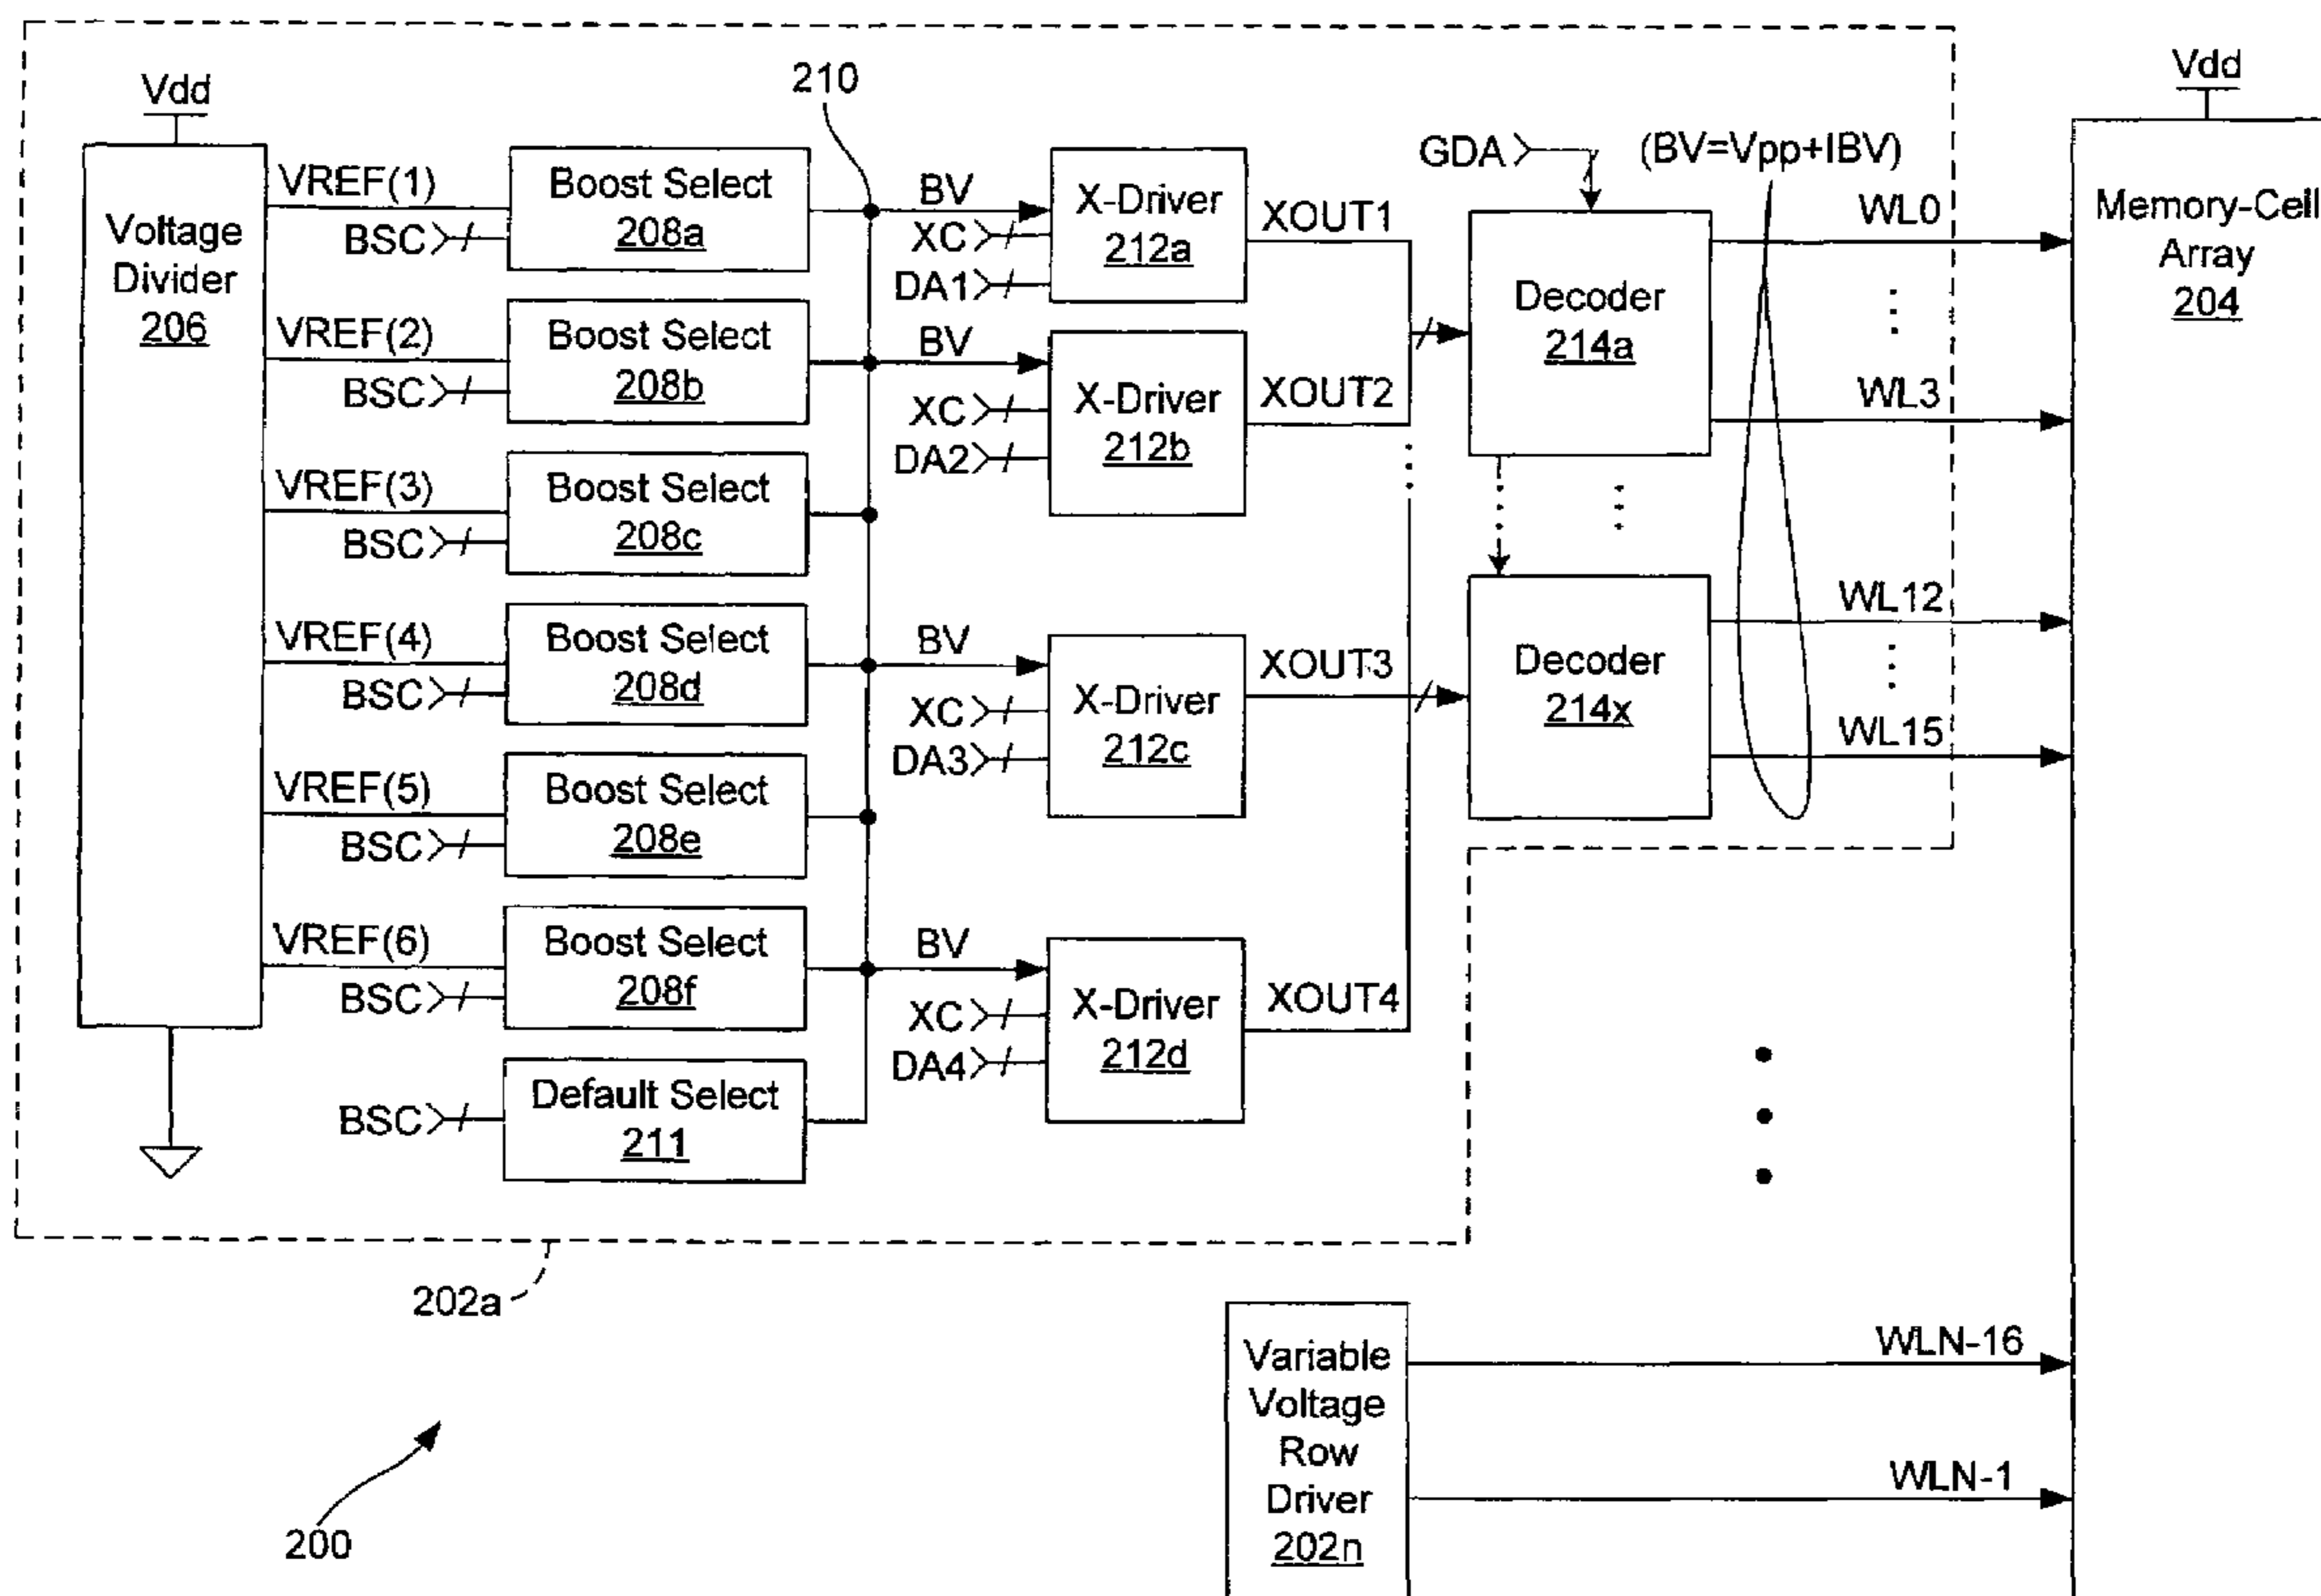 Vdd
Voltage
Divider
206
VREF(1)
BSC
Boost Select
208a
VREF(2)
BSC
Boost Select
208b
VREF(3)
BSC
Boost Select
208c
VREF(4)
BSC
Boost Select
208d
VREF(5)
BSC
Boost Select
208e
VREF(6)
BSC
Boost Select
208f
BSC
Default Select
211
210
BV
XC
DA1
X-Driver
212a
XOUT1
BV
XC
DA2
X-Driver
212b
XOUT2
BV
XC
DA3
X-Driver
212c
XOUT3
BV
XC
DA4
X-Driver
212d
XOUT4
GDA
(BV=Vpp+IBV)
Decoder
214a
WL0
WL3
Decoder
214x
WL12
WL15
Vdd
Memory-Cell
Array
204
202a
200
Variable
Voltage
Row
Driver
202n
WLN-16
WLN-1